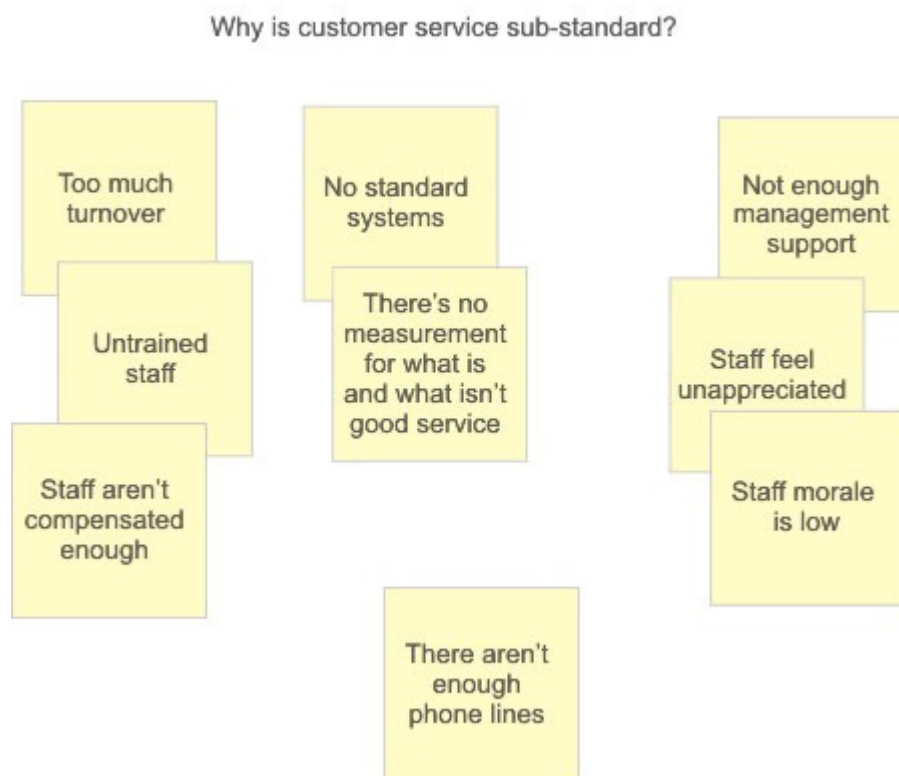 Why is customer service sub-standard?
Too much
turnover
Untrained
staff
Staff aren't
compensated
enough
No standard
systems
There's no
measurement
for what is
and what isn't
good service
Not enough
management
support
Staff feel
unappreciated
Staff morale
is low
There aren't
enough
phone lines